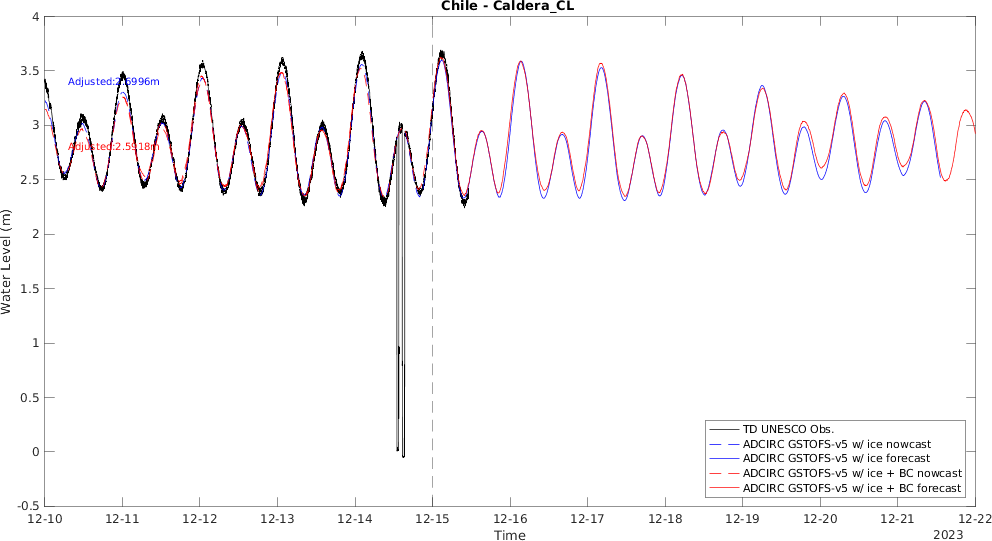 Chile - Caldera_CL
4
3.5
3
2.5
2
1.5
1
0.5
0
-0.5
Water Level (m)
Adjusted:2.6996m
Adjusted:2.5918m
TD UNESCO Obs.
ADCIRC GSTOFS-v5 w/ ice nowcast
ADCIRC GSTOFS-v5 w/ ice forecast
ADCIRC GSTOFS-v5 w/ ice + BC nowcast
ADCIRC GSTOFS-v5 w/ ice + BC forecast
12-10 12-11 12-12 12-13 12-14 12-15 12-16 12-17 12-18 12-19 12-20 12-21 12-22
Time
2023